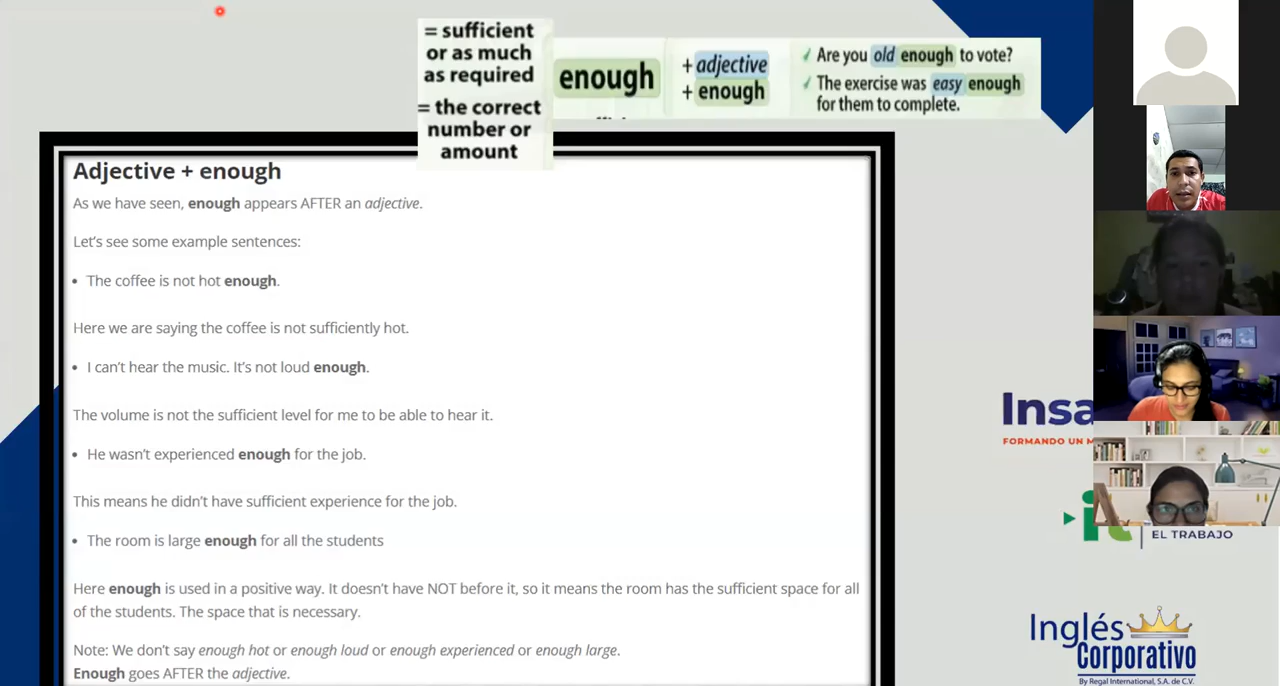 = sufficient
or as much
as required
= the correct
number or
amount
enough
+ adjective
+ enough
✓ Are you old enough to vote?
✓ The exercise was easy enough
for them to complete.
Adjective + enough
As we have seen, enough appears AFTER an adjective.
Let's see some example sentences:
• The coffee is not hot enough.
Here we are saying the coffee is not sufficiently hot.
• I can't hear the music. It's not loud enough.
The volume is not the sufficient level for me to be able to hear it.
• He wasn't experienced enough for the job.
This means he didn't have sufficient experience for the job.
• The room is large enough for all the students
Here enough is used in a positive way. It doesn't have NOT before it, so it means the room has the sufficient space for all
of the students. The space that is necessary.
Note: We don't say enough hot or enough loud or enough experienced or enough large.
Enough goes AFTER the adjective.
Insa
FORMANDO UN M
EL TRABAJO
Inglés
Corporativo
By Regal International, S.A. de C.V.